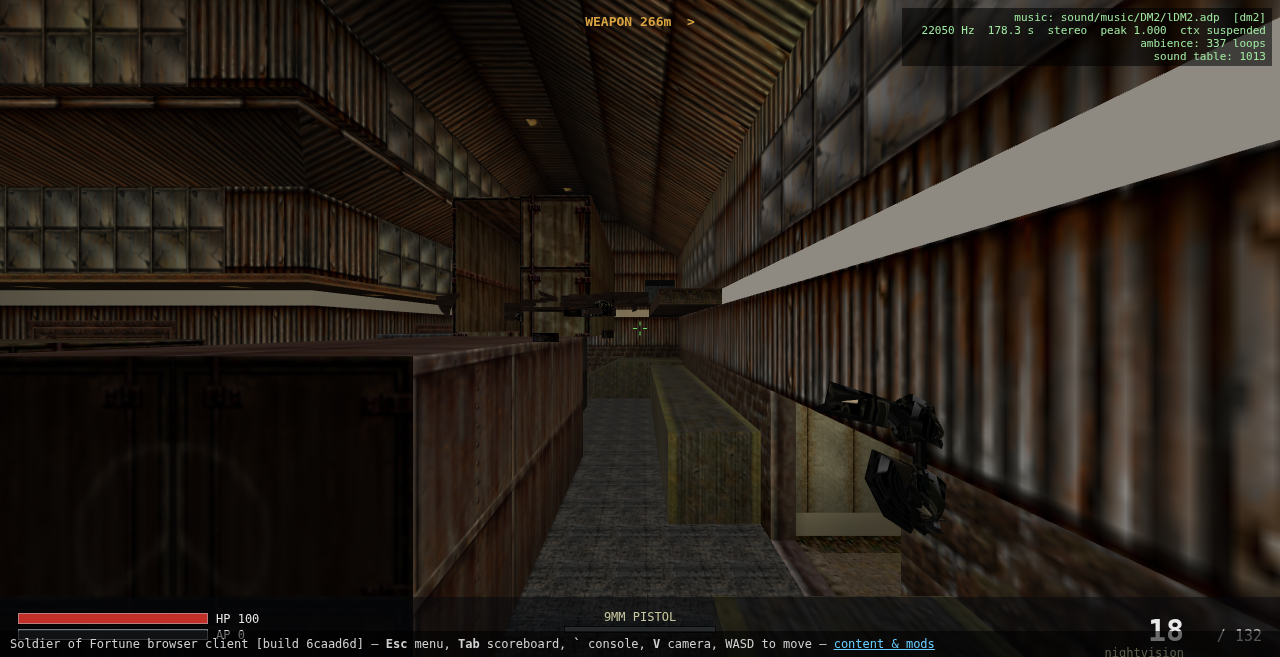 WEAPON 266m  >
music: sound/music/DM2/lDM2.adp  [dm2]
22050 Hz  178.3 s  stereo  peak 1.000  ctx suspended
ambience: 337 loops
sound table: 1013
9MM PISTOL
HP 100
AP 0
18 / 132
Soldier of Fortune browser client [build 6caad6d] — Esc menu, Tab scoreboard, ` console, V camera, WASD to move — content & mods
nightvision